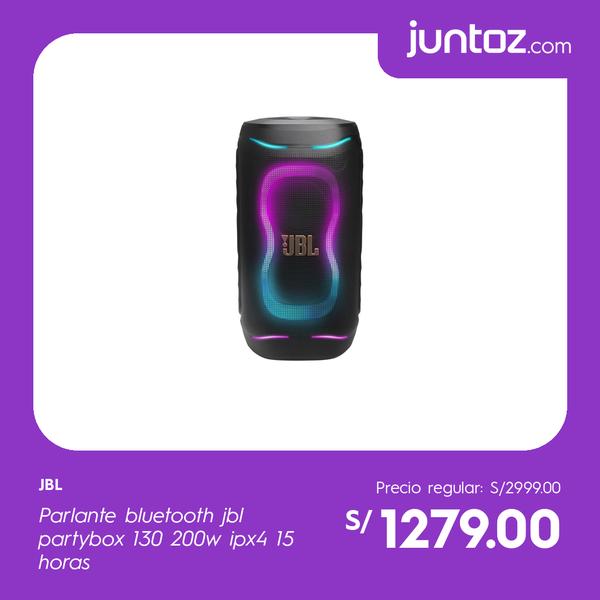 juntoz.com
JBL
JBL
Parlante bluetooth jbl
partybox 130 200w ipx4 15
horas
Precio regular: S/2999.00
S/ 1279.00